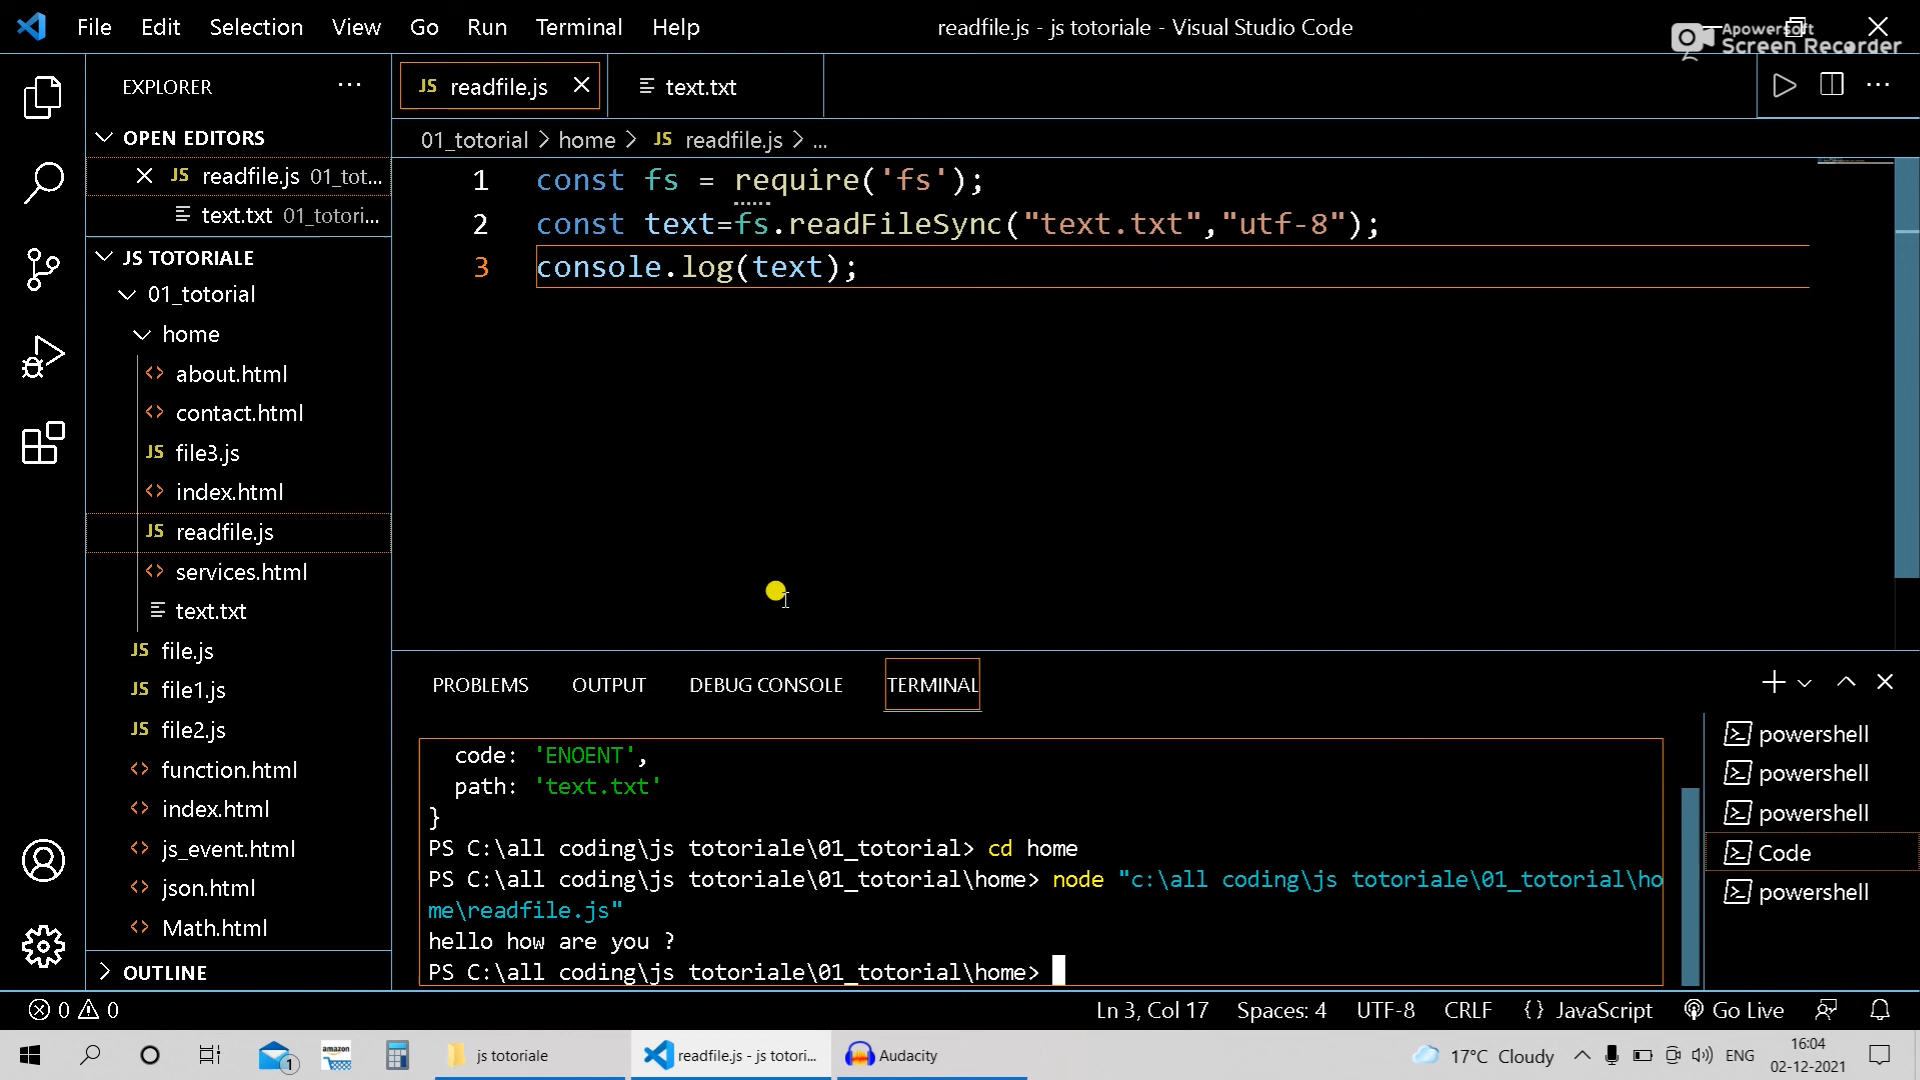 File Edit Selection View Go Run Terminal Help
readfile.js - js totoriale - Visual Studio Code
Apowersoft
Screen Recorder
EXPLORER
JS readfile.js
text.txt
OPEN EDITORS
JS readfile.js 01_tot...
text.txt 01_totori...
01_totorial > home > JS readfile.js > ...
JS TOTORIALE
01_totorial
home
about.html
contact.html
JS file3.js
index.html
JS readfile.js
services.html
text.txt
JS file.js
JS file1.js
JS file2.js
function.html
index.html
js_event.html
json.html
Math.html
OUTLINE
1 const fs = require('fs');
2 const text=fs.readFileSync("text.txt","utf-8");
3 console.log(text);
PROBLEMS OUTPUT DEBUG CONSOLE TERMINAL
code: 'ENOENT',
path: 'text.txt'
}
PS C:\all coding\js totoriale\01_totorial> cd home
PS C:\all coding\js totoriale\01_totorial\home> node "c:\all coding\js totoriale\01_totorial\ho
me\readfile.js"
hello how are you ?
PS C:\all coding\js totoriale\01_totorial\home>
powershell
powershell
powershell
Code
powershell
0 0
Ln 3, Col 17 Spaces: 4 UTF-8 CRLF {} JavaScript Go Live
1
amazon
js totoriale
readfile.js - js totori...
Audacity
17°C Cloudy
ENG
16:04
02-12-2021